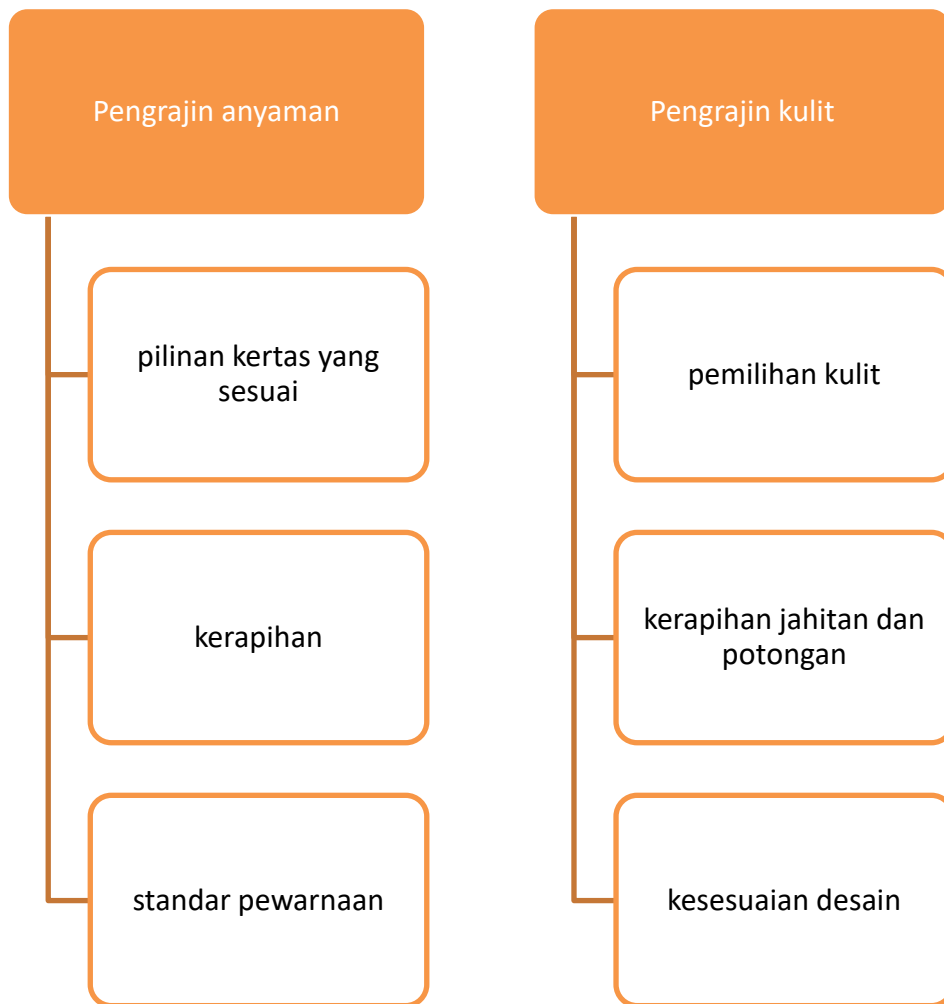 Pengrajin anyaman
pilinan kertas yang
sesuai
kerapihan
standar pewarnaan
Pengrajin kulit
pemilihan kulit
kerapihan jahitan dan
potongan
kesesuaian desain